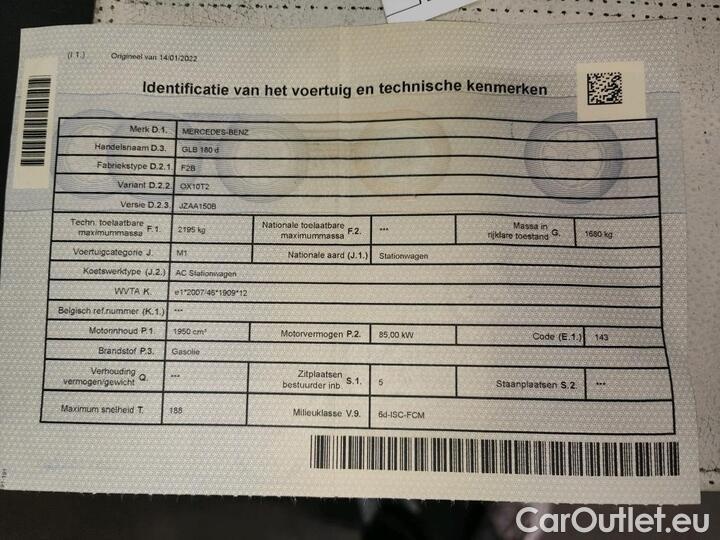 (I 1.) Origineel van 14/01/2022
Identificatie van het voertuig en technische kenmerken
Merk D.1. MERCEDES-BENZ
Handelsnaam D.3. GLB 180 d
Fabriekstype D.2.1. F2B
Variant D.2.2. OX10T2
Versie D.2.3. JZAA150B
Techn. toelaatbare maximummassa F.1. 2195 kg Nationale toelaatbare maximummassa F.2. *** Massa in rijklare toestand G. 1680 kg
Voertuigcategorie J. M1 Nationale aard (J.1.) Stationwagen
Koetswerktype (J.2.) AC Stationwagen
WVTA K. e1*2007/46*1909*12
Belgisch ref.nummer (K.1.) ***
Motorinhoud P.1. 1950 cm³ Motorvermogen P.2. 85,00 kW Code (E.1.) 143
Brandstof P.3. Gasolie
Verhouding vermogen/gewicht Q. *** Zitplaatsen bestuurder inb. S.1. 5 Staanplaatsen S.2. ***
Maximum snelheid T. 188 Milieuklasse V.9. 6d-ISC-FCM
CarOutlet.eu